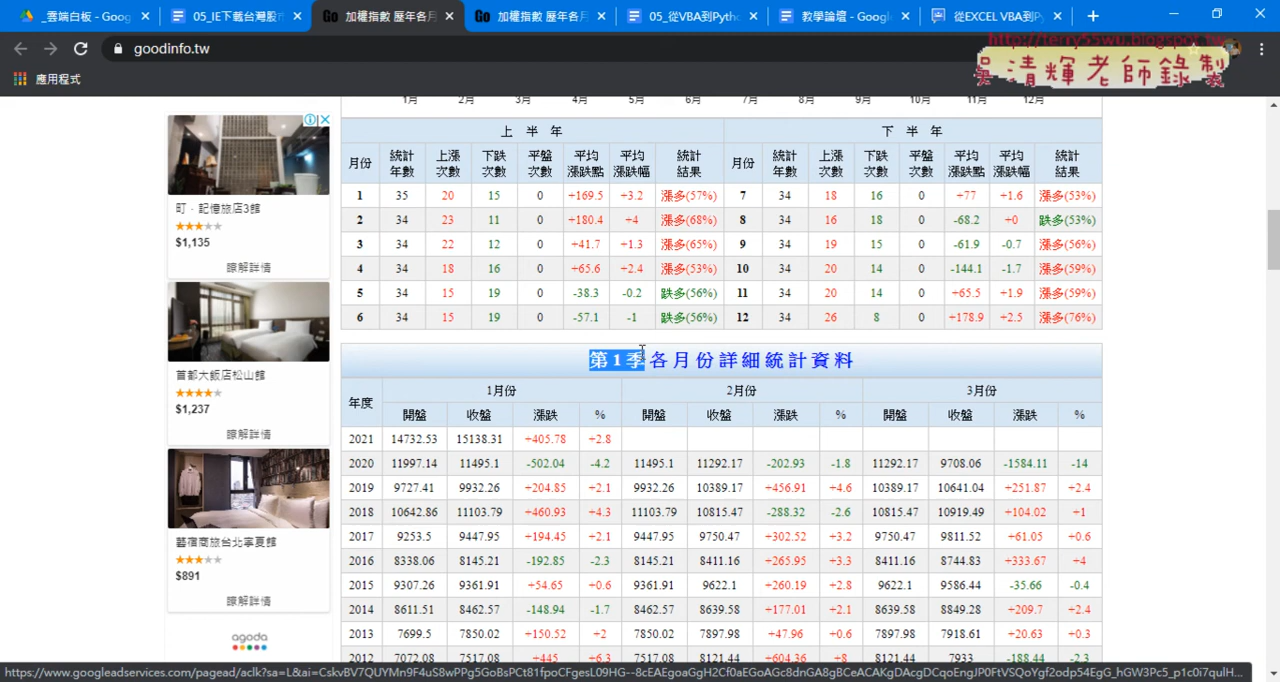 _雲端白板 - Goog
05_IE下載台灣股市
加權指數 歷年各月
加權指數 歷年各月
05_從VBA到Pytho
教學論壇 - Googl
從EXCEL VBA到Py
goodinfo.tw
http://terry55wu.blogspot.tw
吳清輝老師錄製
應用程式
1月 2月 3月 4月 5月 6月 7月 8月 9月 10月 11月 12月
上 半 年 下 半 年
月份 統計年數 上漲次數 下跌次數 平盤次數 平均漲跌點 平均漲跌幅 統計結果 月份 統計年數 上漲次數 下跌次數 平盤次數 平均漲跌點 平均漲跌幅 統計結果
1 35 20 15 0 +169.5 +3.2 漲多(57%) 7 34 18 16 0 +77 +1.6 漲多(53%)
2 34 23 11 0 +180.4 +4 漲多(68%) 8 34 16 18 0 -68.2 +0 跌多(53%)
3 34 22 12 0 +41.7 +1.3 漲多(65%) 9 34 19 15 0 -61.9 -0.7 漲多(56%)
4 34 18 16 0 +65.6 +2.4 漲多(53%) 10 34 20 14 0 -144.1 -1.7 漲多(59%)
5 34 15 19 0 -38.3 -0.2 跌多(56%) 11 34 20 14 0 +65.5 +1.9 漲多(59%)
6 34 15 19 0 -57.1 -1 跌多(56%) 12 34 26 8 0 +178.9 +2.5 漲多(76%)
第1季各月份詳細統計資料
年度 1月份 2月份 3月份
開盤 收盤 漲跌 % 開盤 收盤 漲跌 % 開盤 收盤 漲跌 %
2021 14732.53 15138.31 +405.78 +2.8
2020 11997.14 11495.1 -502.04 -4.2 11495.1 11292.17 -202.93 -1.8 11292.17 9708.06 -1584.11 -14
2019 9727.41 9932.26 +204.85 +2.1 9932.26 10389.17 +456.91 +4.6 10389.17 10641.04 +251.87 +2.4
2018 10642.86 11103.79 +460.93 +4.3 11103.79 10815.47 -288.32 -2.6 10815.47 10919.49 +104.02 +1
2017 9253.5 9447.95 +194.45 +2.1 9447.95 9750.47 +302.52 +3.2 9750.47 9811.52 +61.05 +0.6
2016 8338.06 8145.21 -192.85 -2.3 8145.21 8411.16 +265.95 +3.3 8411.16 8744.83 +333.67 +4
2015 9307.26 9361.91 +54.65 +0.6 9361.91 9622.1 +260.19 +2.8 9622.1 9586.44 -35.66 -0.4
2014 8611.51 8462.57 -148.94 -1.7 8462.57 8639.58 +177.01 +2.1 8639.58 8849.28 +209.7 +2.4
2013 7699.5 7850.02 +150.52 +2 7850.02 7897.98 +47.96 +0.6 7897.98 7918.61 +20.63 +0.3
2012 7072.08 7517.08 +445 +6.3 7517.08 8121.44 +604.36 +8 8121.44 7933 -188.44 -2.3
町‧記憶旅店3館
$1,135
瞭解詳情
首都大飯店松山館
$1,237
瞭解詳情
藝宿商旅台北寧夏館
$891
瞭解詳情
agoda